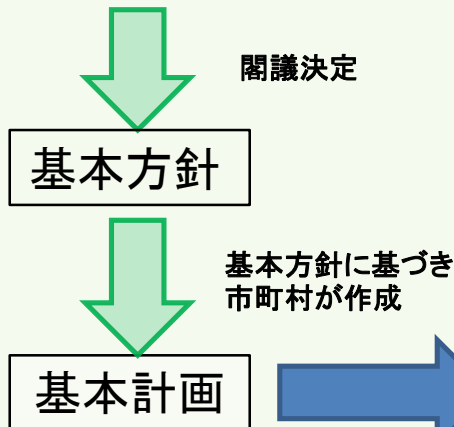 閣議決定
基本方針
基本方針に基づき
市町村が作成
基本計画